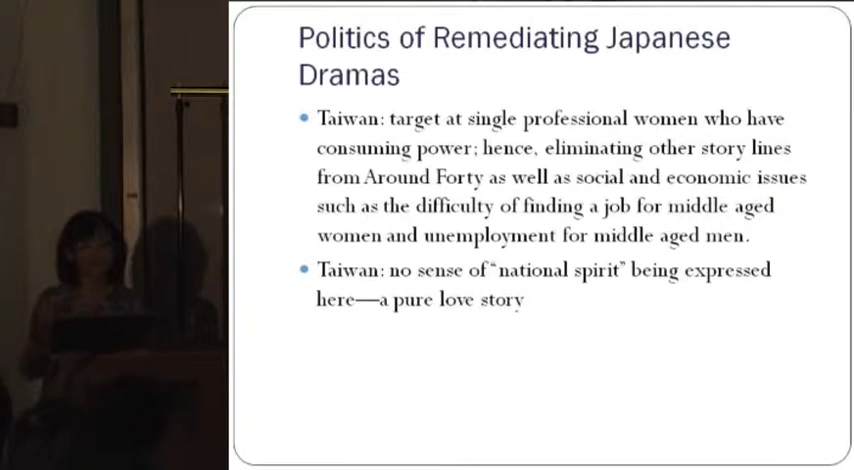 Politics of Remediating Japanese
Dramas
• Taiwan: target at single professional women who have
consuming power; hence, eliminating other story lines
from Around Forty as well as social and economic issues
such as the difficulty of finding a job for middle aged
women and unemployment for middle aged men.
• Taiwan: no sense of “national spirit” being expressed
here—a pure love story